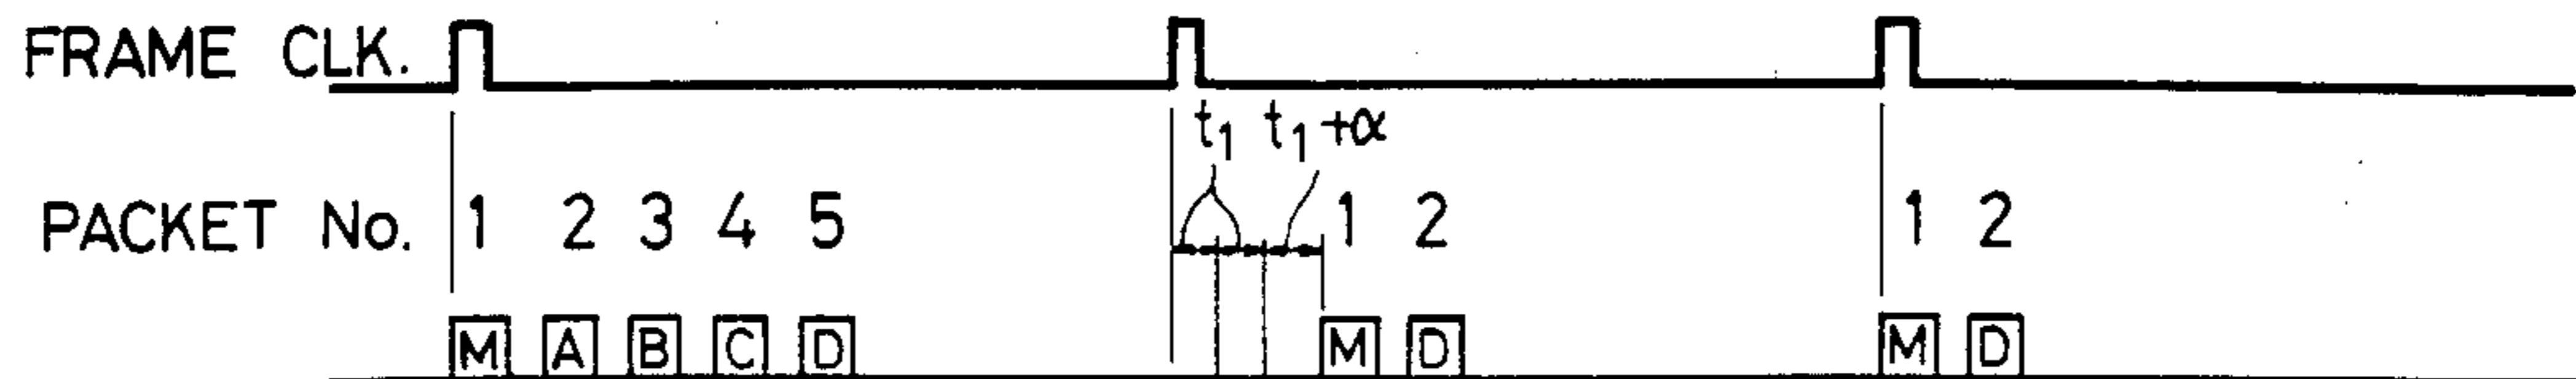 FRAME CLK.
t1 t1+α
PACKET No. 1 2 3 4 5 1 2 1 2
M A B C D M D M D